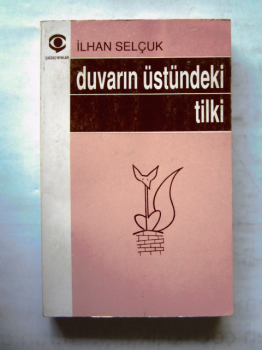 İLHAN SELÇUK
duvarın üstündeki
tilki